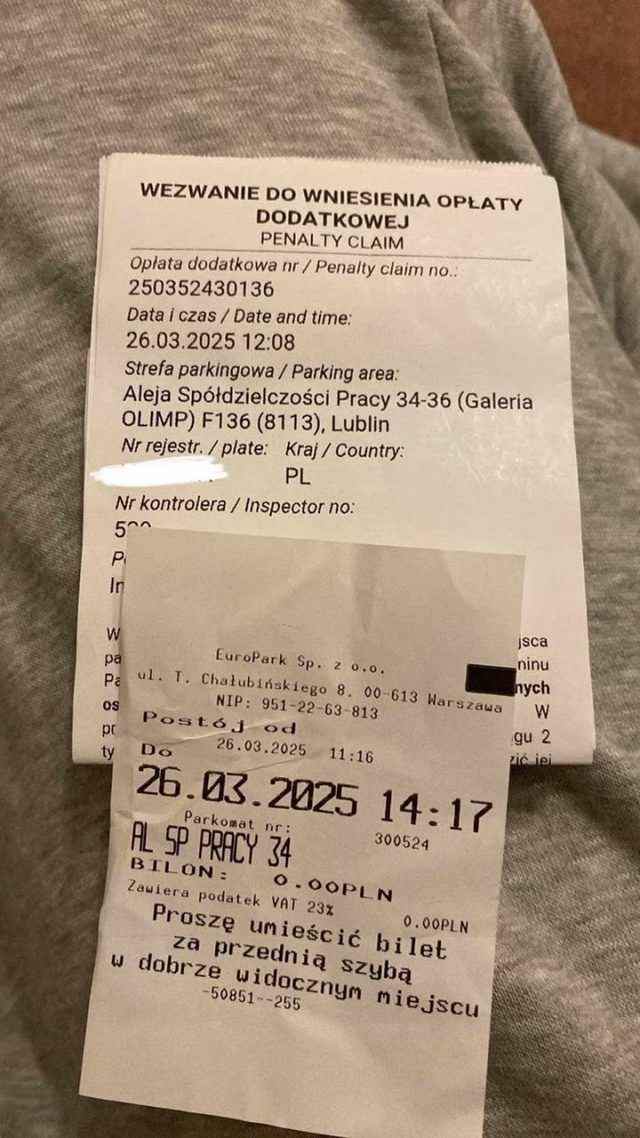 WEZWANIE DO WNIESIENIA OPŁATY
DODATKOWEJ
PENALTY CLAIM
Opłata dodatkowa nr / Penalty claim no.:
250352430136
Data i czas / Date and time:
26.03.2025 12:08
Strefa parkingowa / Parking area:
Aleja Spółdzielczości Pracy 34-36 (Galeria
OLIMP) F136 (8113), Lublin
Nr rejestr. / plate: Kraj / Country:
PL
Nr kontrolera / Inspector no:
EuroPark Sp. z o.o.
ul. T. Chałubińskiego 8. 00-613 Warszawa
NIP: 951-22-63-813
Postój od
26.03.2025 11:16
Do
26.03.2025 14:17
Parkomat nr:
300524
AL SP PRACY 34
BILON: 0.00PLN
Zawiera podatek VAT 23% 0.00PLN
Proszę umieścić bilet
za przednią szybą
w dobrze widocznym miejscu
-50851--255